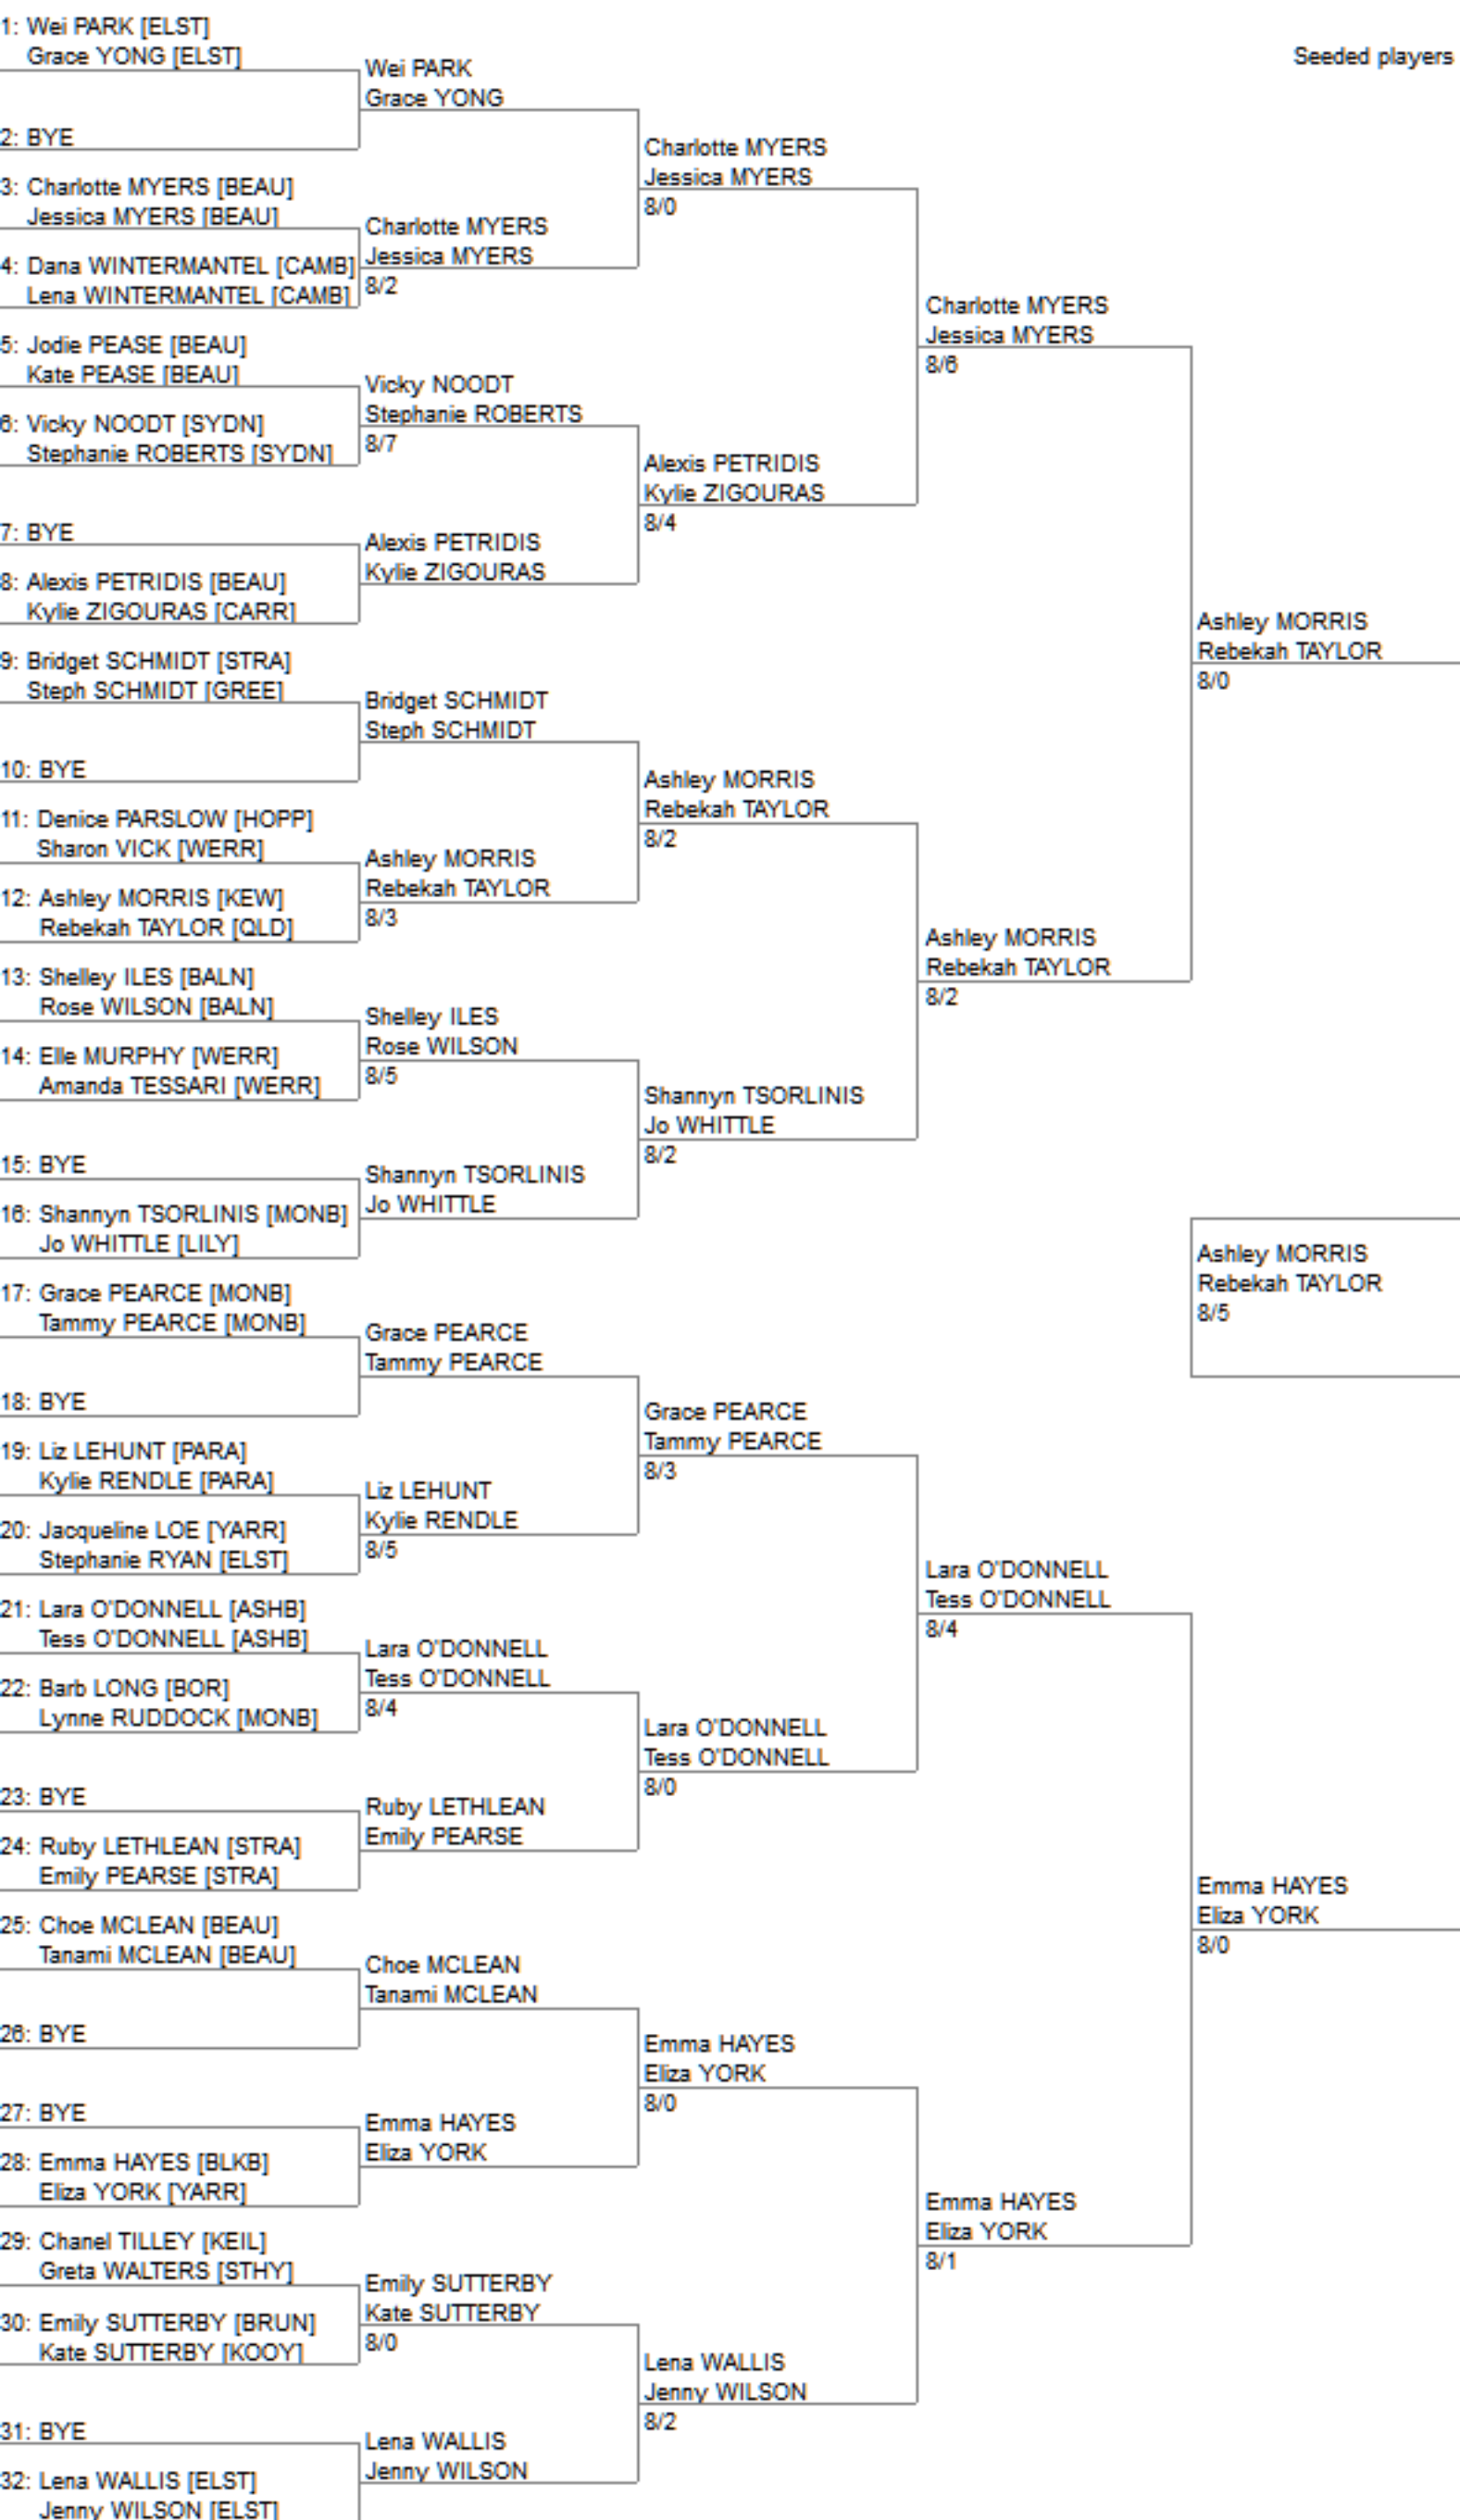 1: Wei PARK [ELST]
Grace YONG [ELST]
2: BYE
3: Charlotte MYERS [BEAU]
Jessica MYERS [BEAU]
4: Dana WINTERMANTEL [CAMB]
Lena WINTERMANTEL [CAMB]
5: Jodie PEASE [BEAU]
Kate PEASE [BEAU]
6: Vicky NOODT [SYDN]
Stephanie ROBERTS [SYDN]
7: BYE
8: Alexis PETRIDIS [BEAU]
Kylie ZIGOURAS [CARR]
9: Bridget SCHMIDT [STRA]
Steph SCHMIDT [GREE]
10: BYE
11: Denice PARSLOW [HOPP]
Sharon VICK [WERR]
12: Ashley MORRIS [KEW]
Rebekah TAYLOR [QLD]
13: Shelley ILES [BALN]
Rose WILSON [BALN]
14: Elle MURPHY [WERR]
Amanda TESSARI [WERR]
15: BYE
16: Shannyn TSORLINIS [MONB]
Jo WHITTLE [LILY]
17: Grace PEARCE [MONB]
Tammy PEARCE [MONB]
18: BYE
19: Liz LEHUNT [PARA]
Kylie RENDLE [PARA]
20: Jacqueline LOE [YARR]
Stephanie RYAN [ELST]
21: Lara O'DONNELL [ASHB]
Tess O'DONNELL [ASHB]
22: Barb LONG [BOR]
Lynne RUDDOCK [MONB]
23: BYE
24: Ruby LETHLEAN [STRA]
Emily PEARSE [STRA]
25: Choe MCLEAN [BEAU]
Tanami MCLEAN [BEAU]
26: BYE
27: BYE
28: Emma HAYES [BLKB]
Eliza YORK [YARR]
29: Chanel TILLEY [KEIL]
Greta WALTERS [STHY]
30: Emily SUTTERBY [BRUN]
Kate SUTTERBY [KOOY]
31: BYE
32: Lena WALLIS [ELST]
Jenny WILSON [ELST]
Wei PARK
Grace YONG
Charlotte MYERS
Jessica MYERS
8/2
Vicky NOODT
Stephanie ROBERTS
8/7
Alexis PETRIDIS
Kylie ZIGOURAS
Bridget SCHMIDT
Steph SCHMIDT
Ashley MORRIS
Rebekah TAYLOR
8/3
Shelley ILES
Rose WILSON
8/5
Shannyn TSORLINIS
Jo WHITTLE
Grace PEARCE
Tammy PEARCE
Liz LEHUNT
Kylie RENDLE
8/5
Lara O'DONNELL
Tess O'DONNELL
8/4
Ruby LETHLEAN
Emily PEARSE
Choe MCLEAN
Tanami MCLEAN
Emma HAYES
Eliza YORK
Emily SUTTERBY
Kate SUTTERBY
8/0
Lena WALLIS
Jenny WILSON
Charlotte MYERS
Jessica MYERS
8/0
Alexis PETRIDIS
Kylie ZIGOURAS
8/4
Ashley MORRIS
Rebekah TAYLOR
8/2
Shannyn TSORLINIS
Jo WHITTLE
8/2
Grace PEARCE
Tammy PEARCE
8/3
Lara O'DONNELL
Tess O'DONNELL
8/0
Emma HAYES
Eliza YORK
8/0
Lena WALLIS
Jenny WILSON
8/2
Charlotte MYERS
Jessica MYERS
8/6
Ashley MORRIS
Rebekah TAYLOR
8/2
Lara O'DONNELL
Tess O'DONNELL
8/4
Emma HAYES
Eliza YORK
8/1
Seeded players
Ashley MORRIS
Rebekah TAYLOR
8/0
Ashley MORRIS
Rebekah TAYLOR
8/5
Emma HAYES
Eliza YORK
8/0